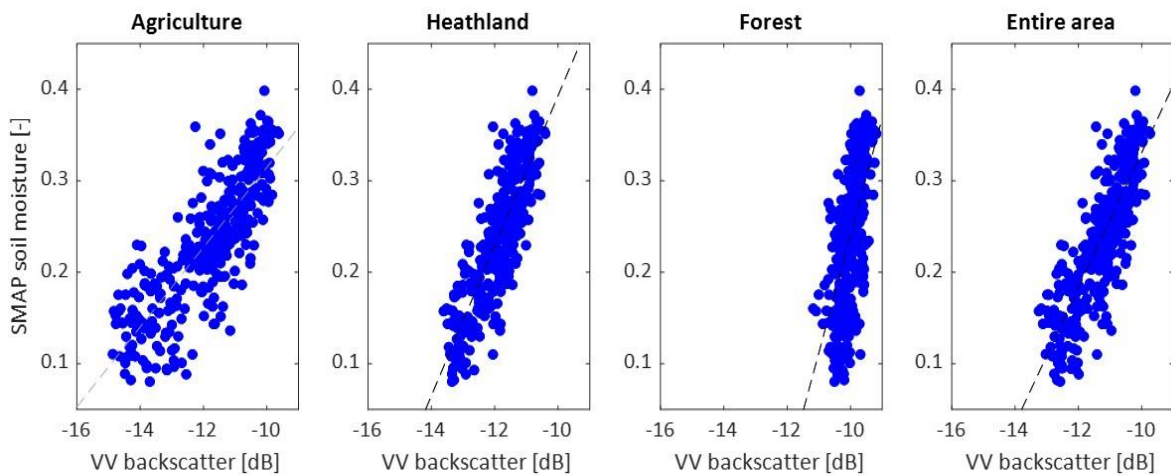 Agriculture Heathland Forest Entire area
SMAP soil moisture [-]
0.4 0.4 0.4 0.4
0.3 0.3 0.3 0.3
0.2 0.2 0.2 0.2
0.1 0.1 0.1 0.1
-16 -14 -12 -10 -16 -14 -12 -10 -16 -14 -12 -10 -16 -14 -12 -10
VV backscatter [dB] VV backscatter [dB] VV backscatter [dB] VV backscatter [dB]